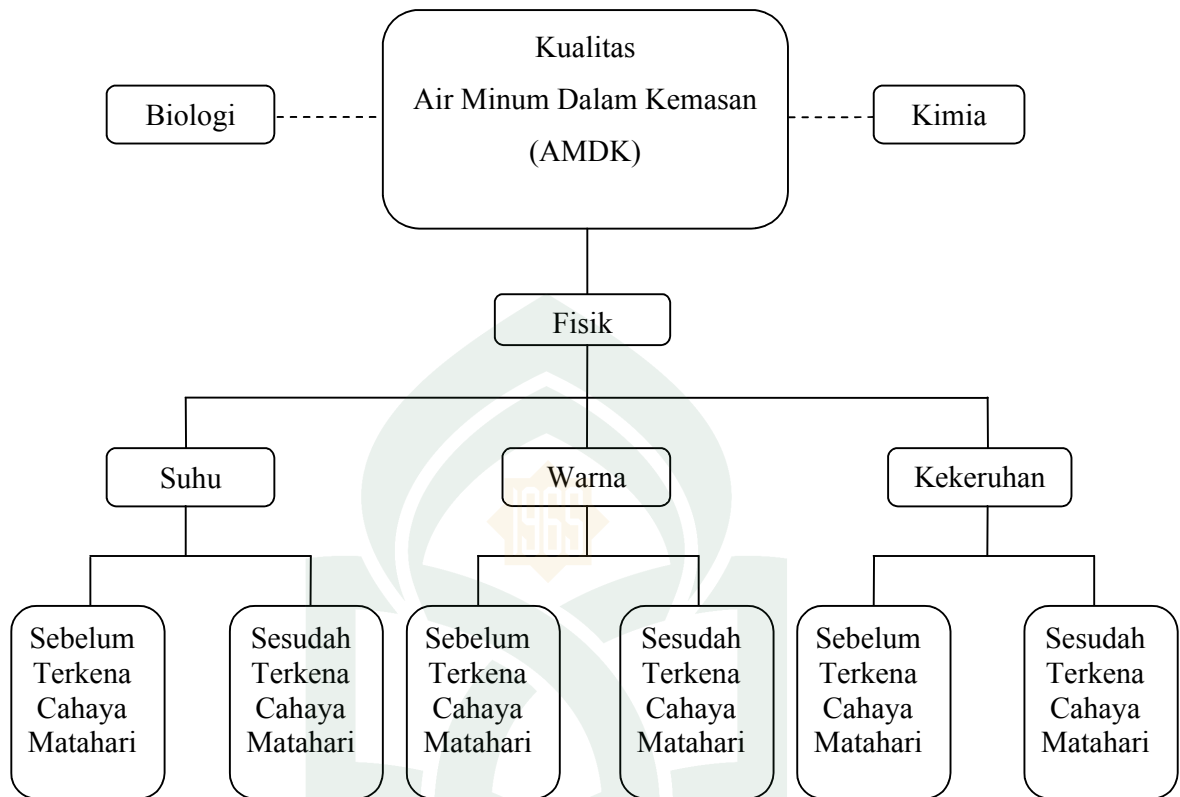 Kualitas
Air Minum Dalam Kemasan
(AMDK)
Biologi
Kimia
Fisik
Suhu
Warna
Kekeruhan
1969
Sebelum
Terkena
Cahaya
Matahari
Sesudah
Terkena
Cahaya
Matahari
Sebelum
Terkena
Cahaya
Matahari
Sesudah
Terkena
Cahaya
Matahari
Sebelum
Terkena
Cahaya
Matahari
Sesudah
Terkena
Cahaya
Matahari